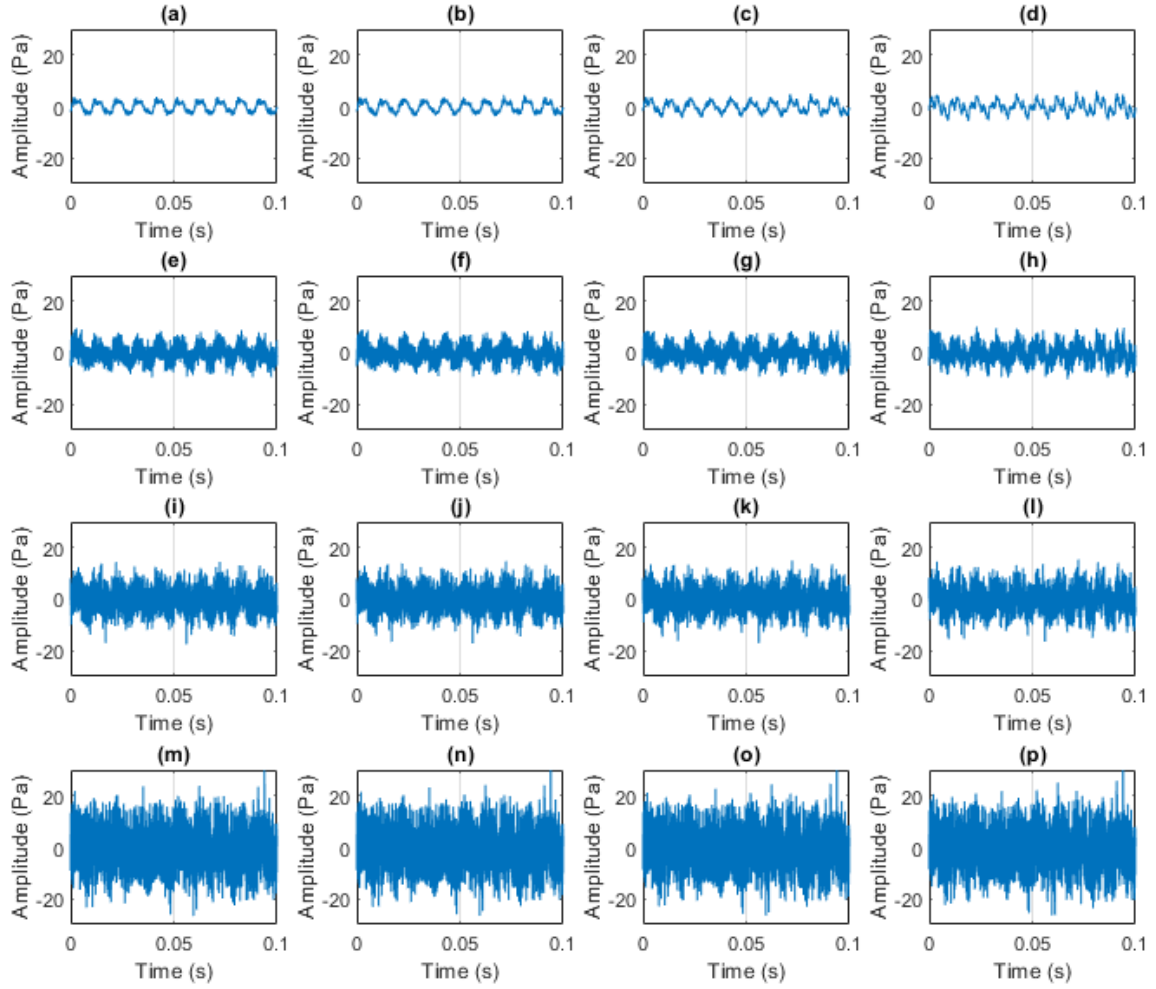 (a) (b) (c) (d)
Amplitude (Pa) 20 0 -20 Amplitude (Pa) 20 0 -20 Amplitude (Pa) 20 0 -20 Amplitude (Pa) 20 0 -20
0 0.05 0.1 0 0.05 0.1 0 0.05 0.1 0 0.05 0.1
Time (s) Time (s) Time (s) Time (s)
(e) (f) (g) (h)
Amplitude (Pa) 20 0 -20 Amplitude (Pa) 20 0 -20 Amplitude (Pa) 20 0 -20 Amplitude (Pa) 20 0 -20
0 0.05 0.1 0 0.05 0.1 0 0.05 0.1 0 0.05 0.1
Time (s) Time (s) Time (s) Time (s)
(i) (j) (k) (l)
Amplitude (Pa) 20 0 -20 Amplitude (Pa) 20 0 -20 Amplitude (Pa) 20 0 -20 Amplitude (Pa) 20 0 -20
0 0.05 0.1 0 0.05 0.1 0 0.05 0.1 0 0.05 0.1
Time (s) Time (s) Time (s) Time (s)
(m) (n) (o) (p)
Amplitude (Pa) 20 0 -20 Amplitude (Pa) 20 0 -20 Amplitude (Pa) 20 0 -20 Amplitude (Pa) 20 0 -20
0 0.05 0.1 0 0.05 0.1 0 0.05 0.1 0 0.05 0.1
Time (s) Time (s) Time (s) Time (s)